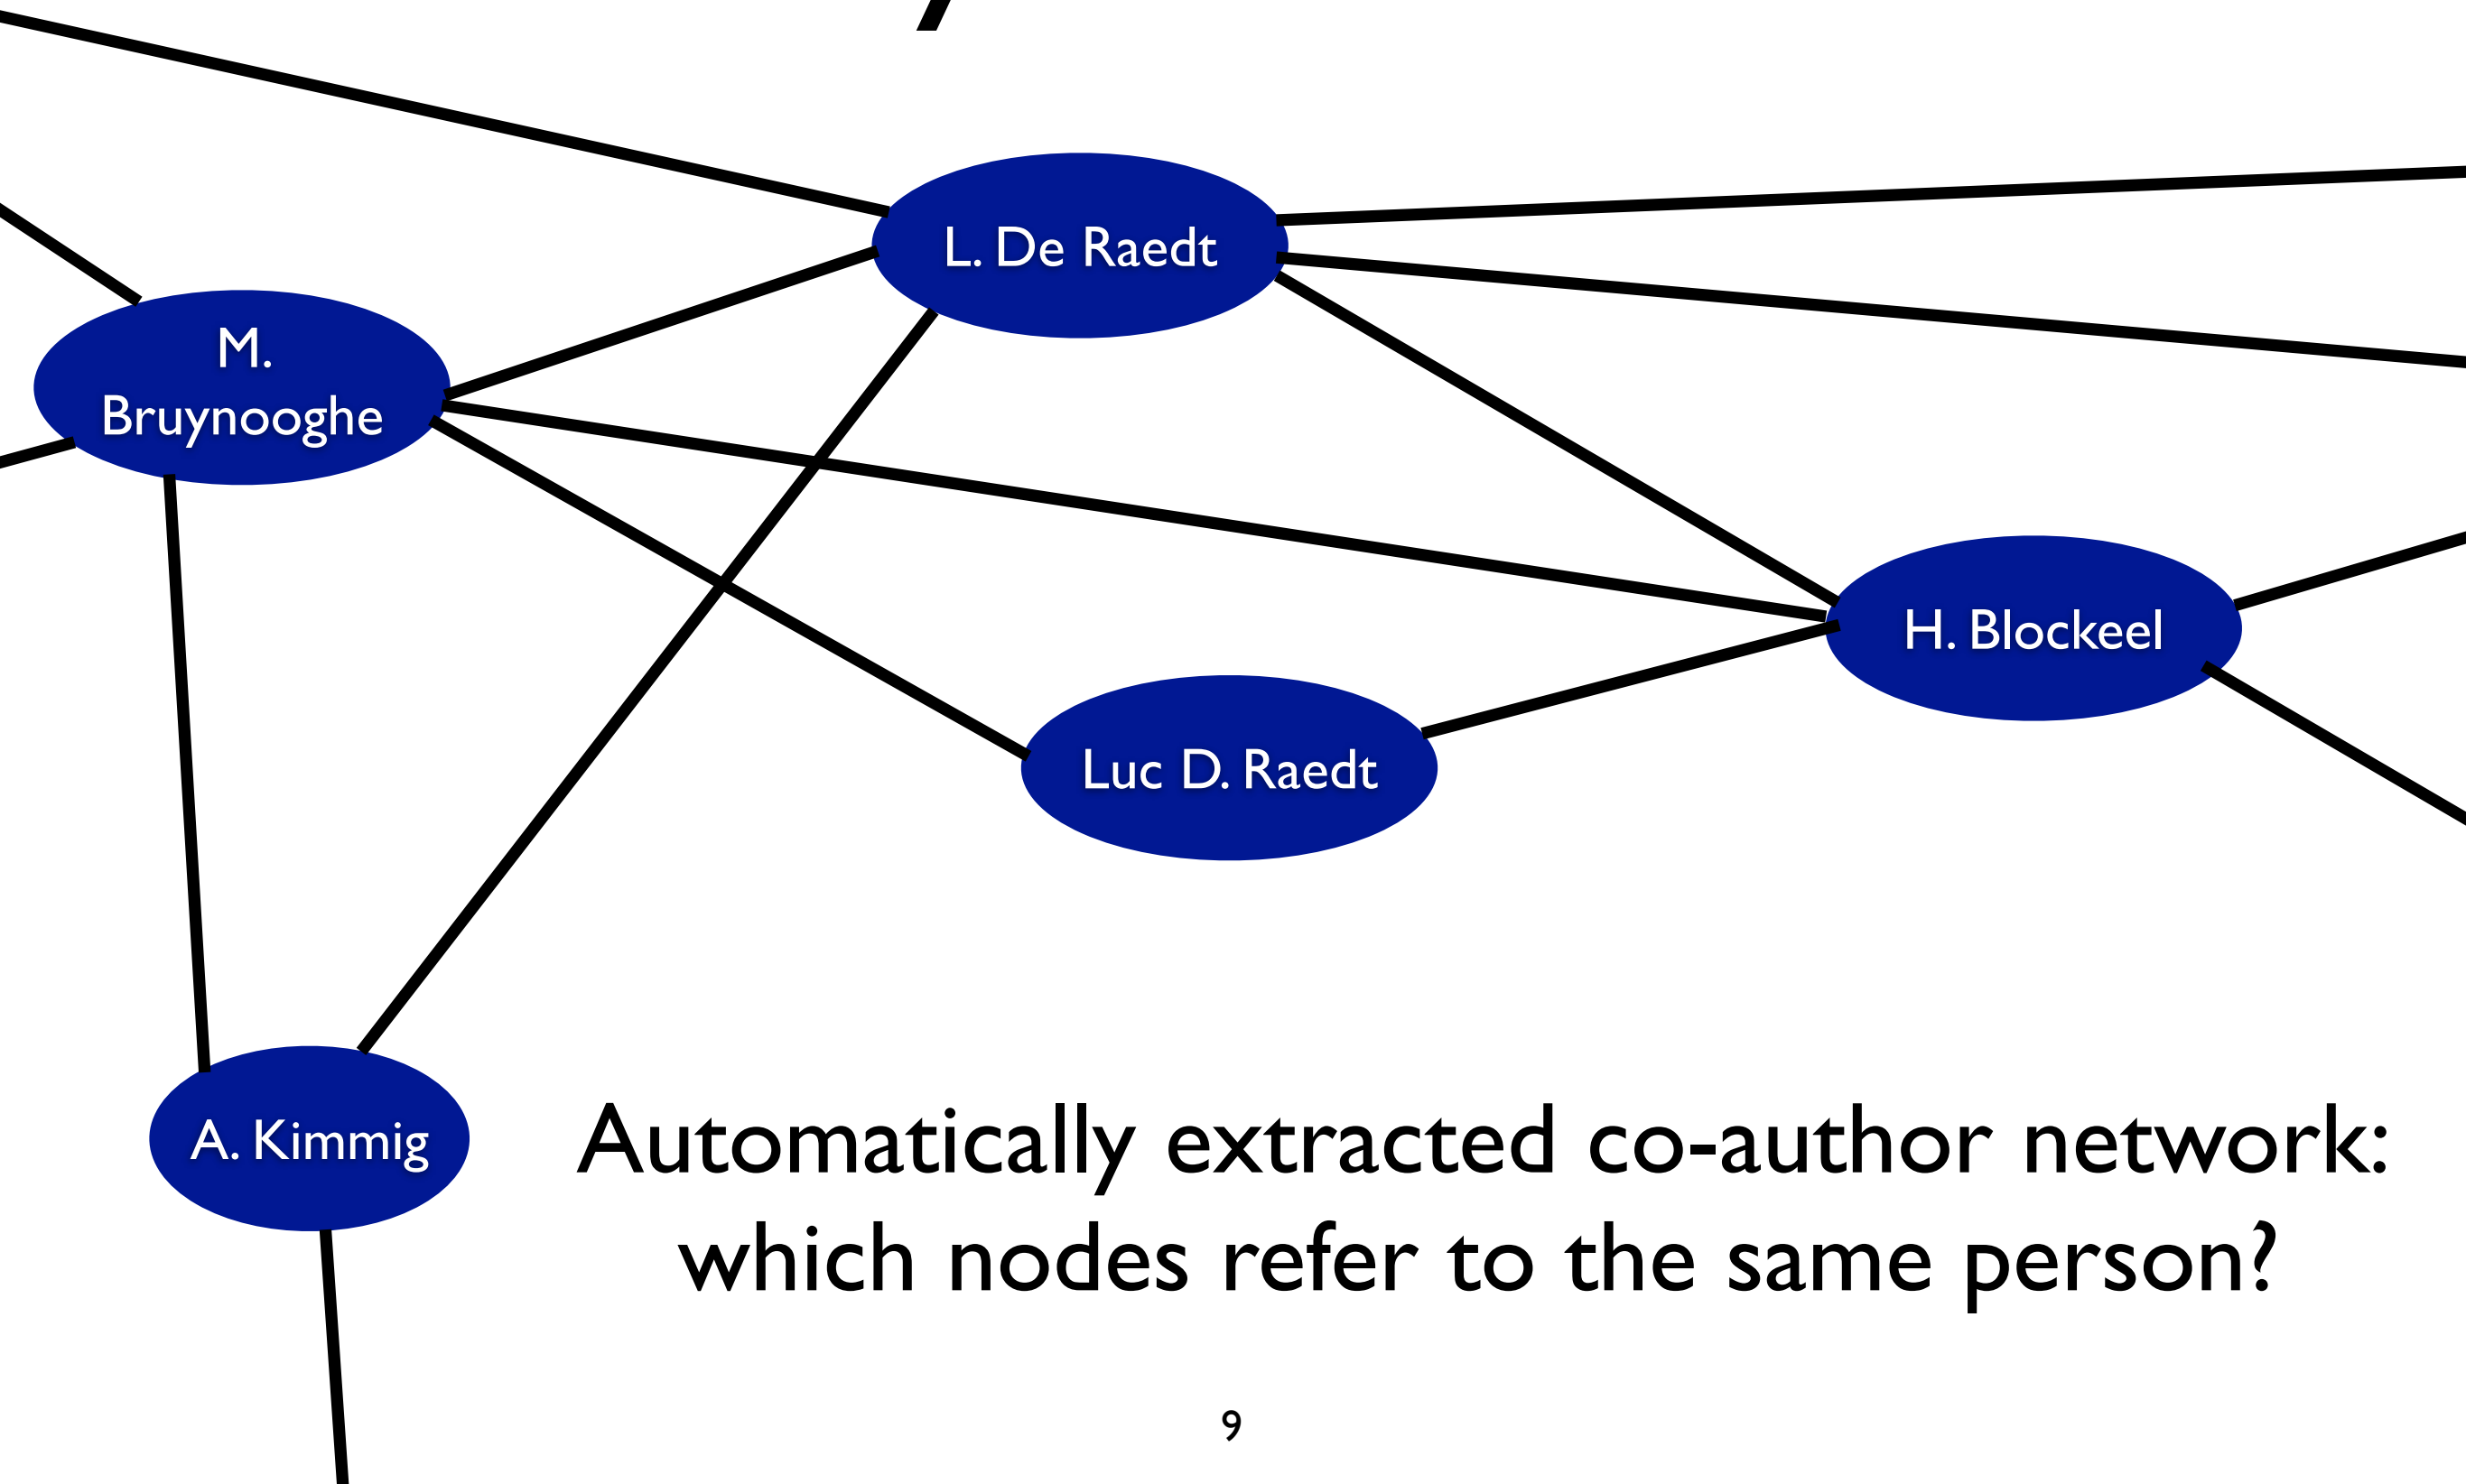 L. De Raedt
M.
Bruynooghe
H. Blockeel
Luc D. Raedt
A. Kimmig
Automatically extracted co-author network:
which nodes refer to the same person?
9